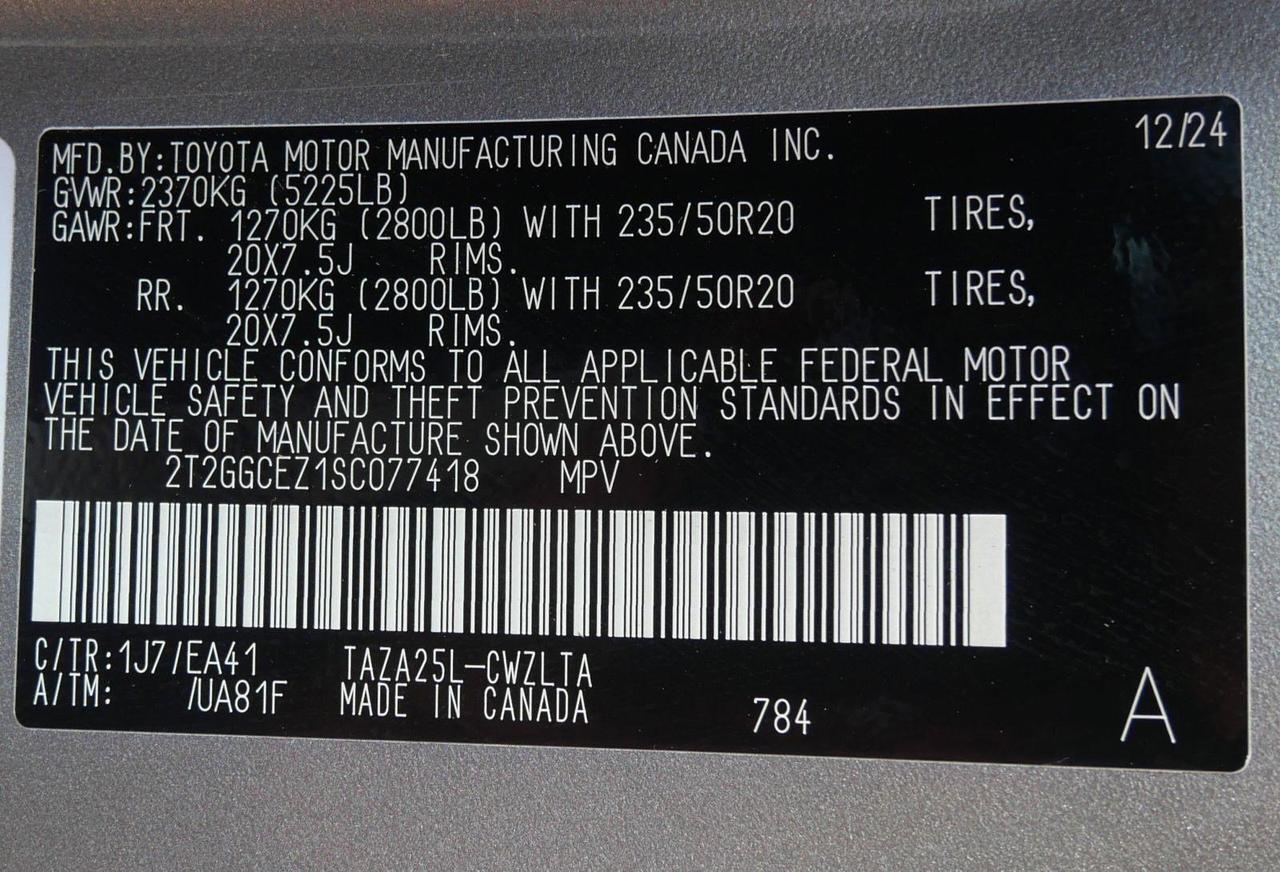 12/24
MFD.BY:TOYOTA MOTOR MANUFACTURING CANADA INC.
GVWR:2370KG (5225LB)
GAWR:FRT. 1270KG (2800LB) WITH 235/50R20 TIRES,
20X7.5J RIMS.
RR. 1270KG (2800LB) WITH 235/50R20 TIRES,
20X7.5J RIMS.
THIS VEHICLE CONFORMS TO ALL APPLICABLE FEDERAL MOTOR
VEHICLE SAFETY AND THEFT PREVENTION STANDARDS IN EFFECT ON
THE DATE OF MANUFACTURE SHOWN ABOVE.
2T2GGCEZ1SC077418 MPV
C/TR:1J7/EA41 TAZA25L-CWZLTA
A/TM: /UA81F MADE IN CANADA 784
A